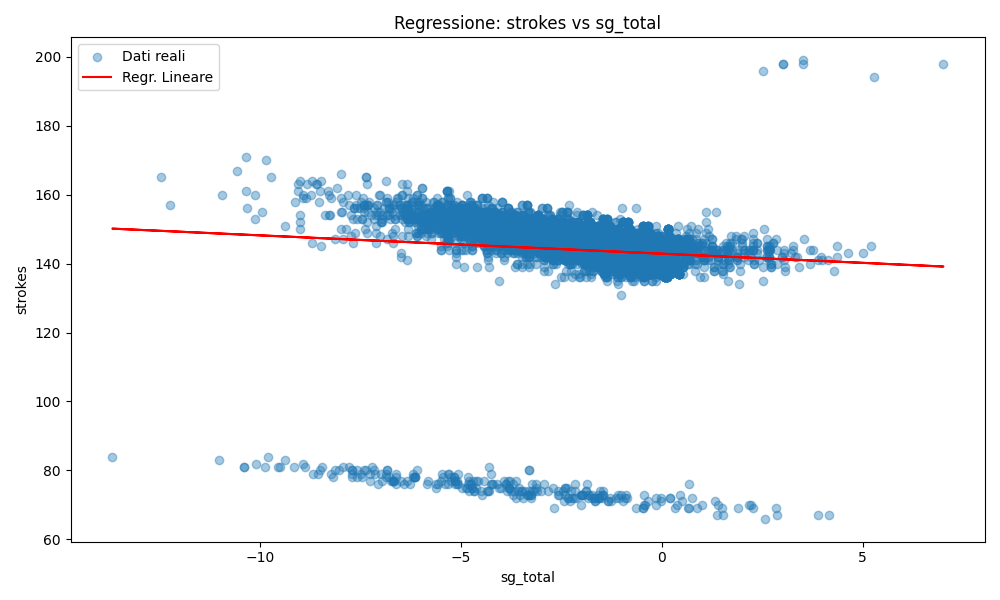 Regressione: strokes vs sg_total
Dati reali
Regr. Lineare
strokes
200
180
160
140
120
100
80
60
−10
−5
0
5
sg_total